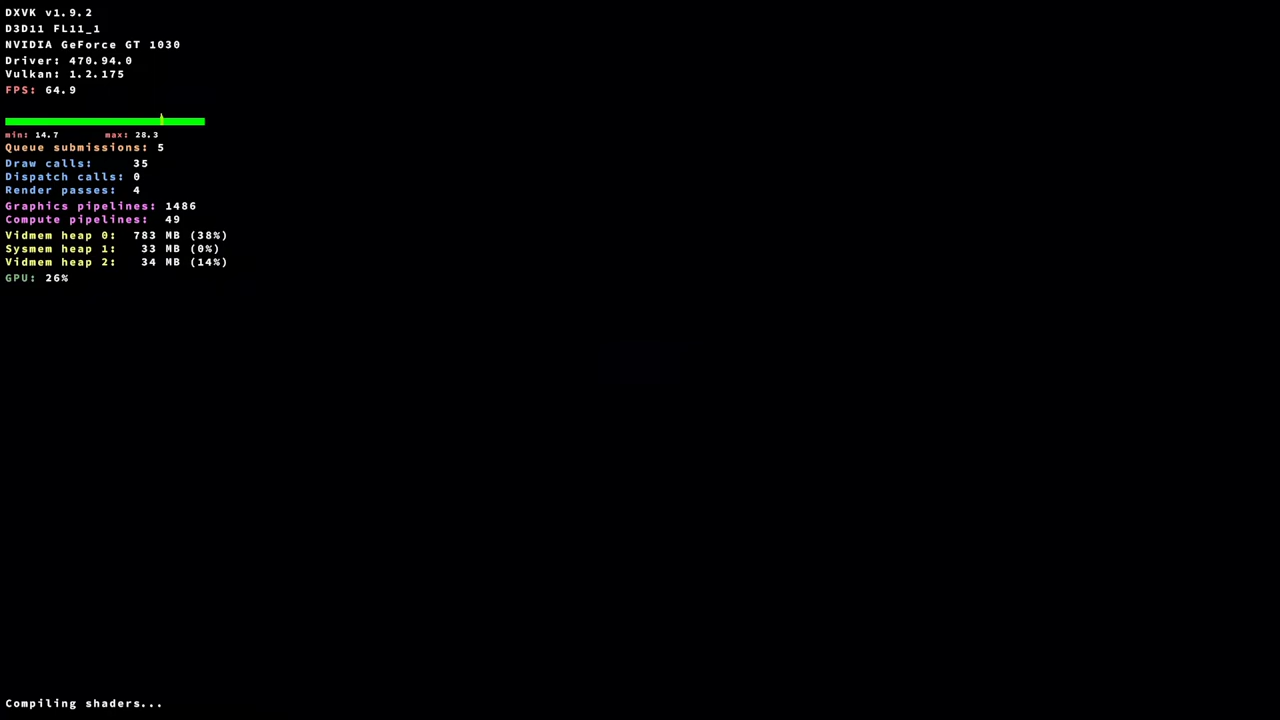 DXVK v1.9.2
D3D11 FL11_1
NVIDIA GeForce GT 1030
Driver: 470.94.0
Vulkan: 1.2.175
FPS: 64.9
min: 14.7 max: 28.3
Queue submissions: 5
Draw calls: 35
Dispatch calls: 0
Render passes: 4
Graphics pipelines: 1486
Compute pipelines: 49
Vidmem heap 0: 783 MB (38%)
Sysmem heap 1: 33 MB (0%)
Vidmem heap 2: 34 MB (14%)
GPU: 26%
Compiling shaders...